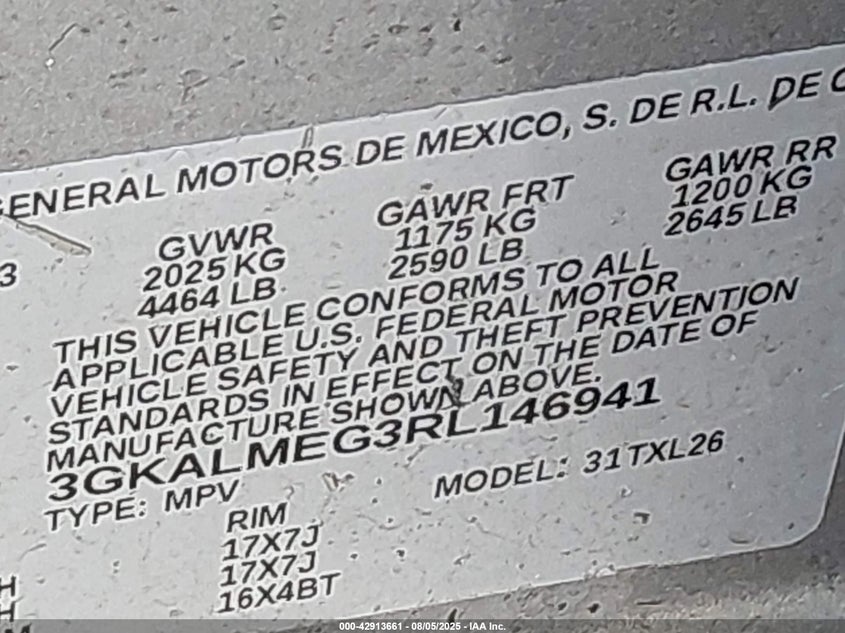 GENERAL MOTORS DE MEXICO, S. DE R.L. DE C
3 GVWR GAWR FRT GAWR RR
2025 KG 1175 KG 1200 KG
4464 LB 2590 LB 2645 LB
THIS VEHICLE CONFORMS TO ALL
APPLICABLE U.S. FEDERAL MOTOR
VEHICLE SAFETY AND THEFT PREVENTION
STANDARDS IN EFFECT ON THE DATE OF
MANUFACTURE SHOWN ABOVE.
3GKALMEG3RL146941
TYPE: MPV MODEL: 31TXL26
RIM
17X7J
H 17X7J
H 16X4BT
000-42913661 - 08/05/2025 - IAA Inc.